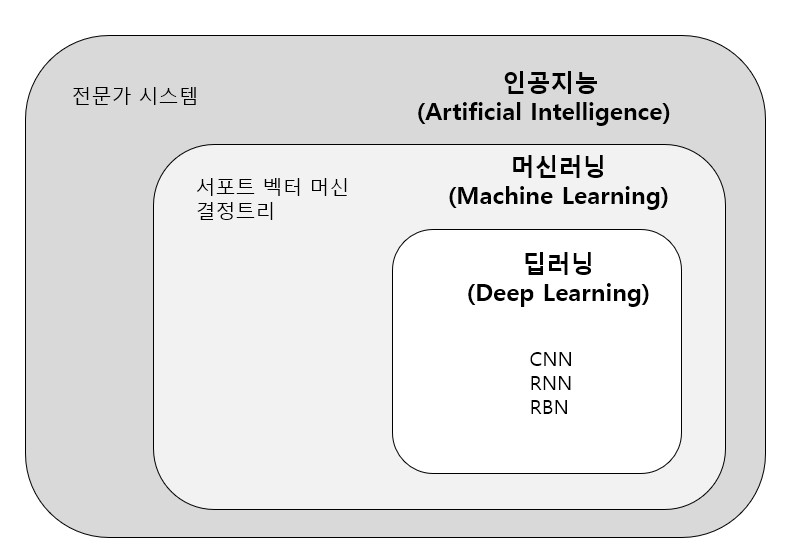 전문가 시스템
인공지능
(Artificial Intelligence)
서포트 벡터 머신
결정트리
머신러닝
(Machine Learning)
딥러닝
(Deep Learning)
CNN
RNN
RBN